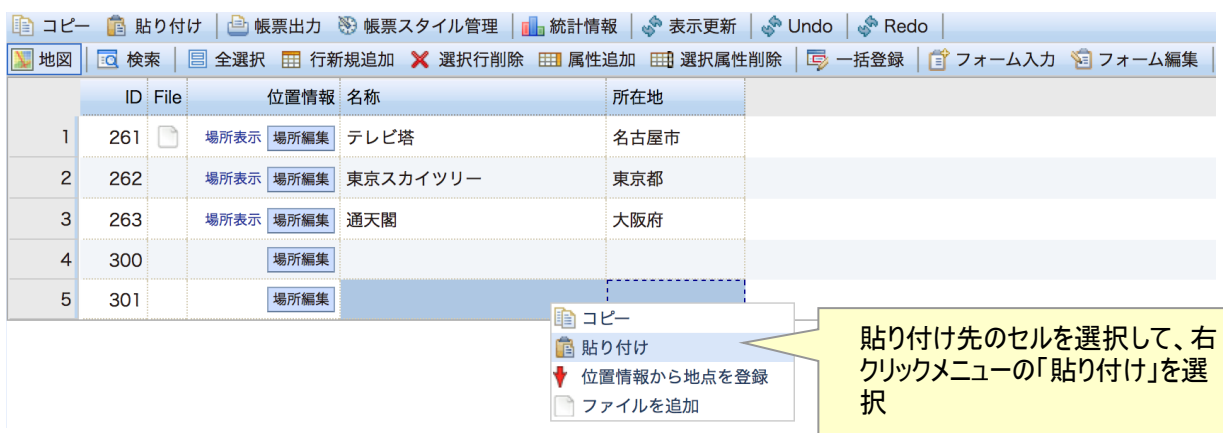 コピー 貼り付け 帳票出力 帳票スタイル管理 統計情報 表示更新 Undo Redo
地図 検索 全選択 行新規追加 選択行削除 属性追加 選択属性削除 一括登録 フォーム入力 フォーム編集
ID File 位置情報 名称 所在地
1 261 場所表示 場所編集 テレビ塔 名古屋市
2 262 場所表示 場所編集 東京スカイツリー 東京都
3 263 場所表示 場所編集 通天閣 大阪府
4 300 場所編集
5 301 場所編集
コピー
貼り付け
位置情報から地点を登録
ファイルを追加
貼り付け先のセルを選択して、右
クリックメニューの「貼り付け」を選
択